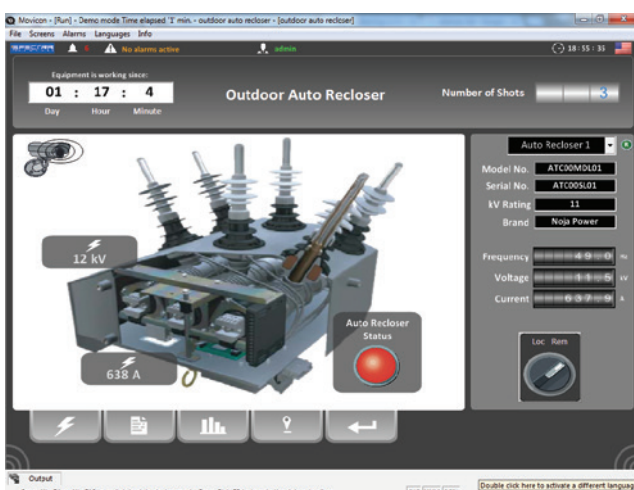 Movicon - [Run] - Demo mode Time elapsed '1' min. - outdoor auto recloser - [outdoor auto recloser]
File Screens Alarms Languages Info
No alarms active
admin
18 : 55 : 35
Equipment is working since:
01 : 17 : 4
Day Hour Minute
Outdoor Auto Recloser
Number of Shots 3
Auto Recloser 1
Model No. ATC00MDL01
Serial No. ATC00SL01
kV Rating 11
Brand Noja Power
12 kV
Frequency 49.0 Hz
Voltage 11.5 kV
Current 637.9 A
Auto Recloser
Status
638 A
Loc Rem
Output
Double click here to activate a different languag